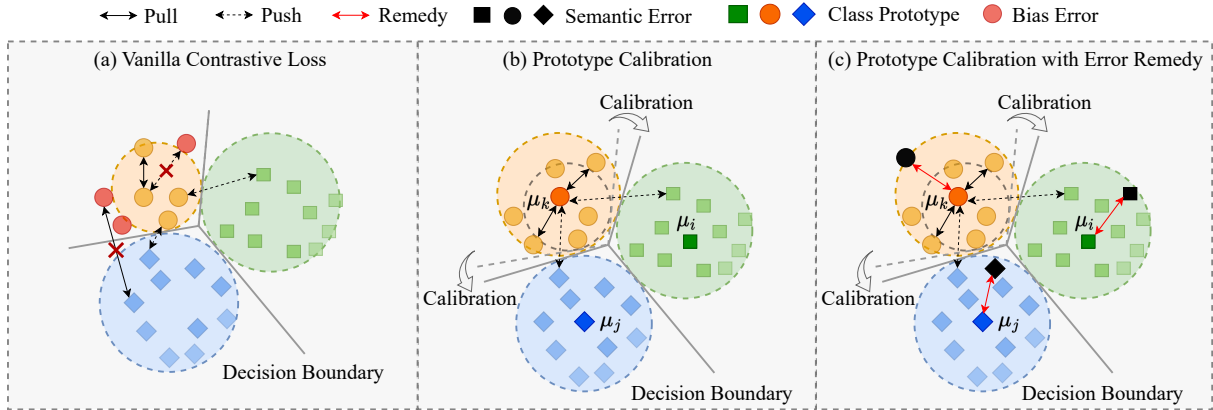 Pull Push Remedy Semantic Error Class Prototype Bias Error
(a) Vanilla Contrastive Loss
Decision Boundary
(b) Prototype Calibration
Calibration
μk
μi
Calibration
μj
Decision Boundary
(c) Prototype Calibration with Error Remedy
Calibration
μk
μi
Calibration
μj
Decision Boundary